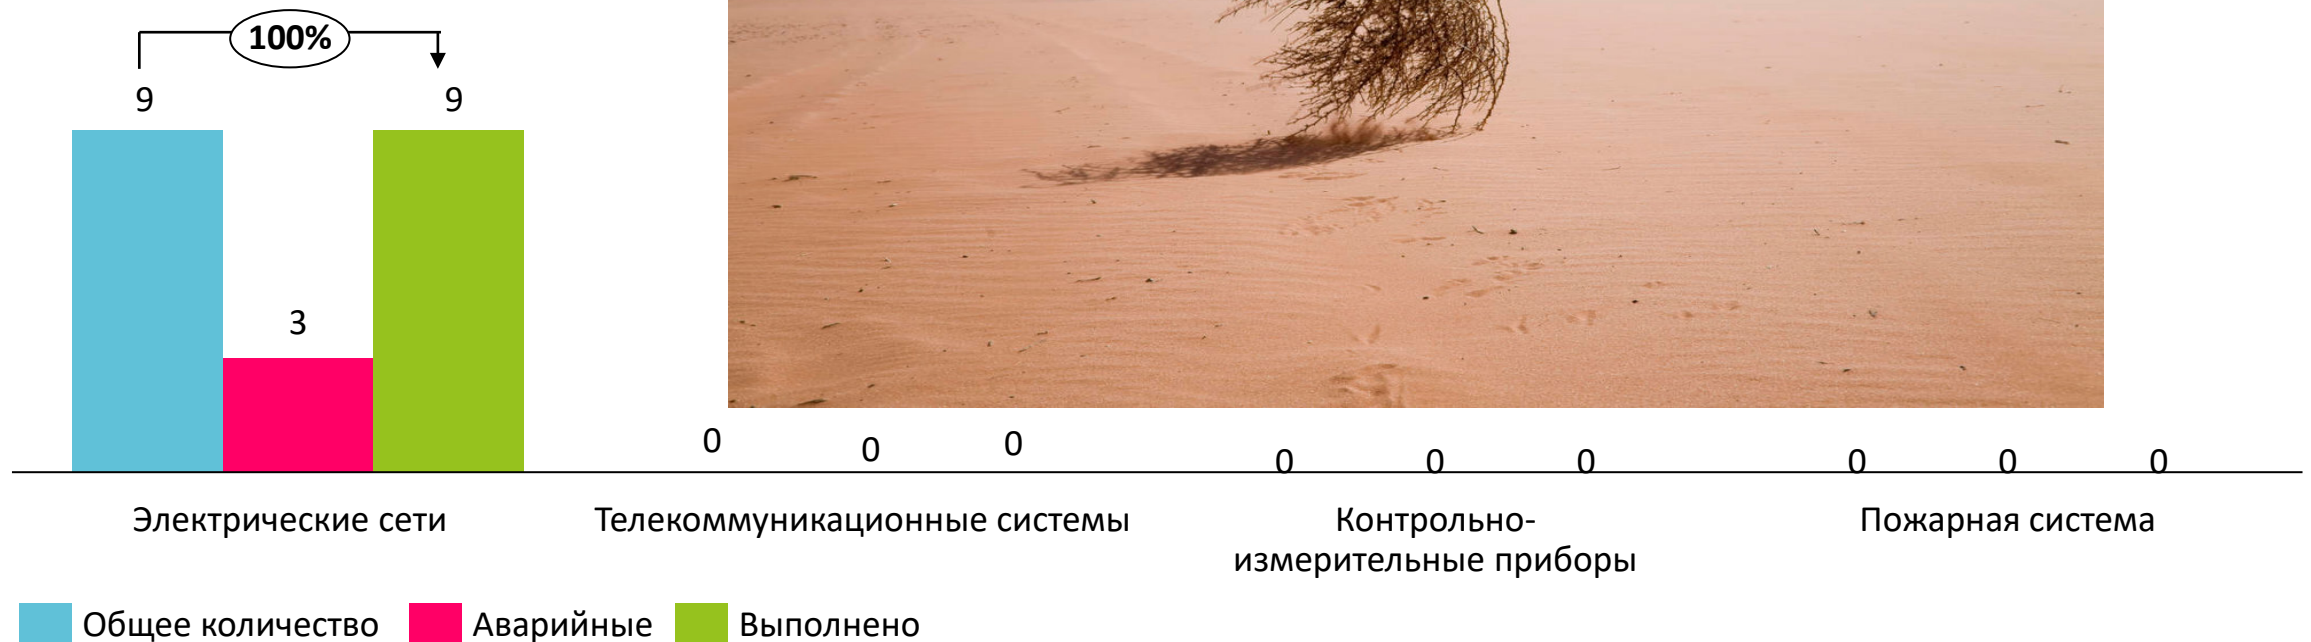 100%
9
9
3
0
0
0
0
0
0
0
0
0
Электрические сети
Телекоммуникационные системы
Контрольно-
измерительные приборы
Пожарная система
Общее количество
Аварийные
Выполнено